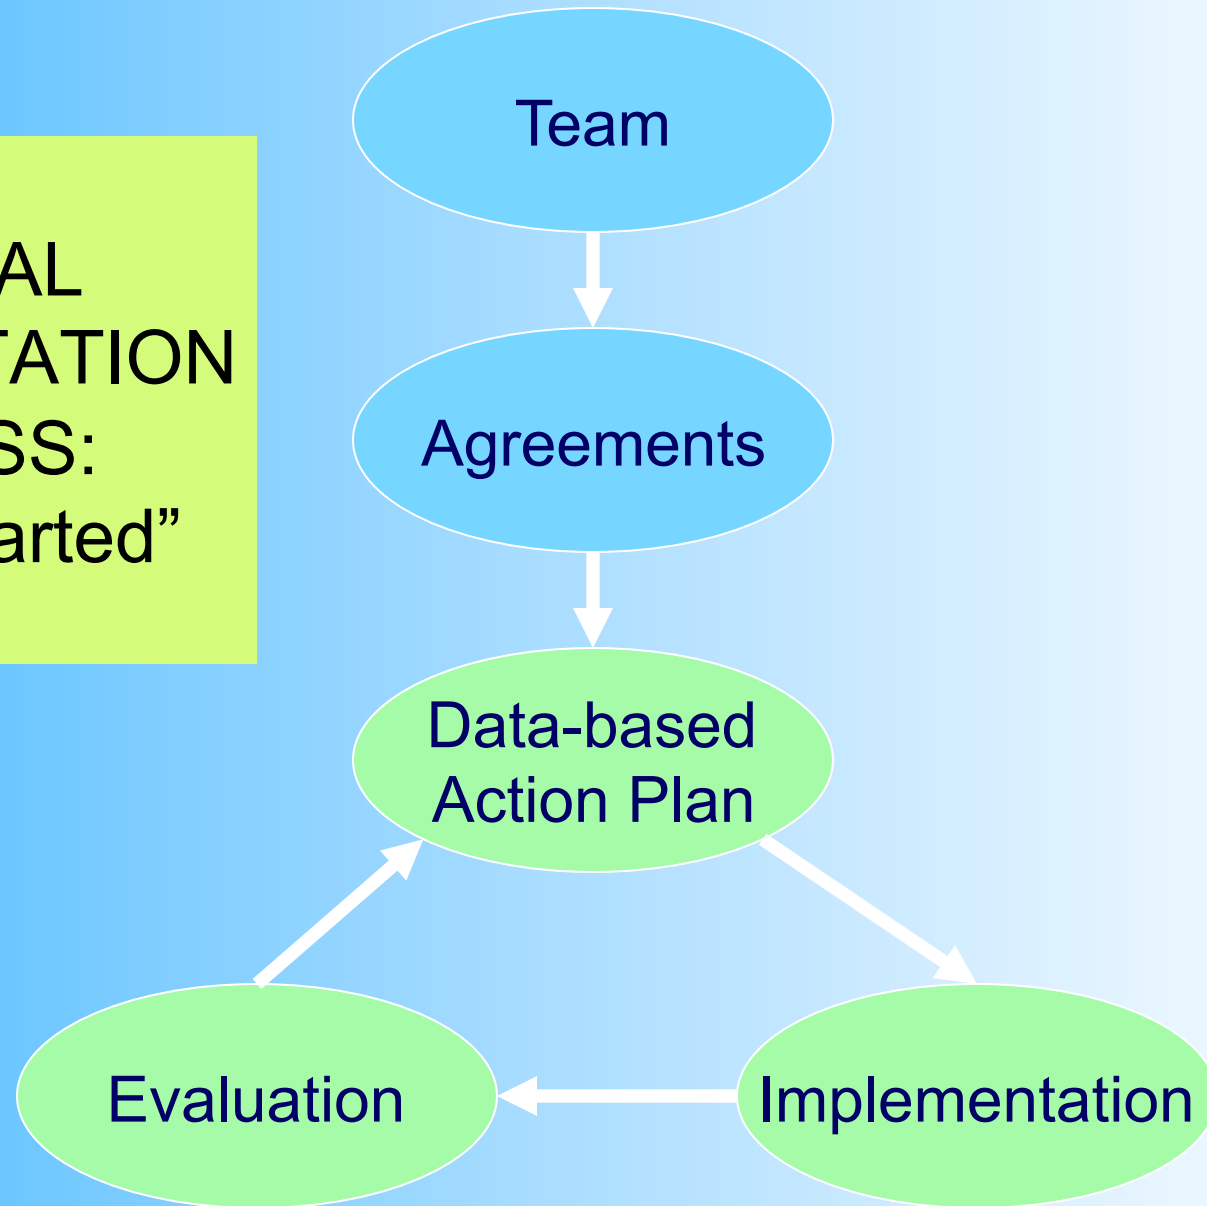 Team
AL
TATION
SS:
arted”
Agreements
Data-based
Action Plan
Evaluation
Implementation